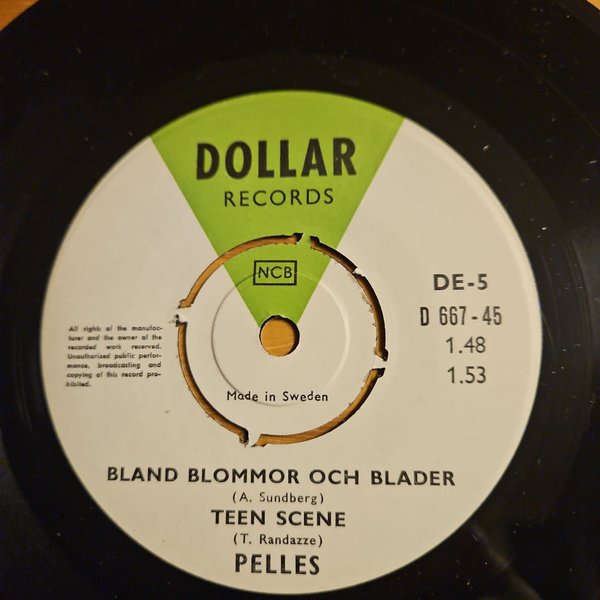 DOLLAR
RECORDS
NCB
DE-5
D 667-45
1.48
1.53
All rights of the manufac-
turer and the owner of the
recorded work reserved.
Unauthorised public perfor-
mance, broadcasting and
copying of this record pro-
hibited.
Made in Sweden
BLAND BLOMMOR OCH BLADER
(A. Sundberg)
TEEN SCENE
(T. Randazze)
PELLES